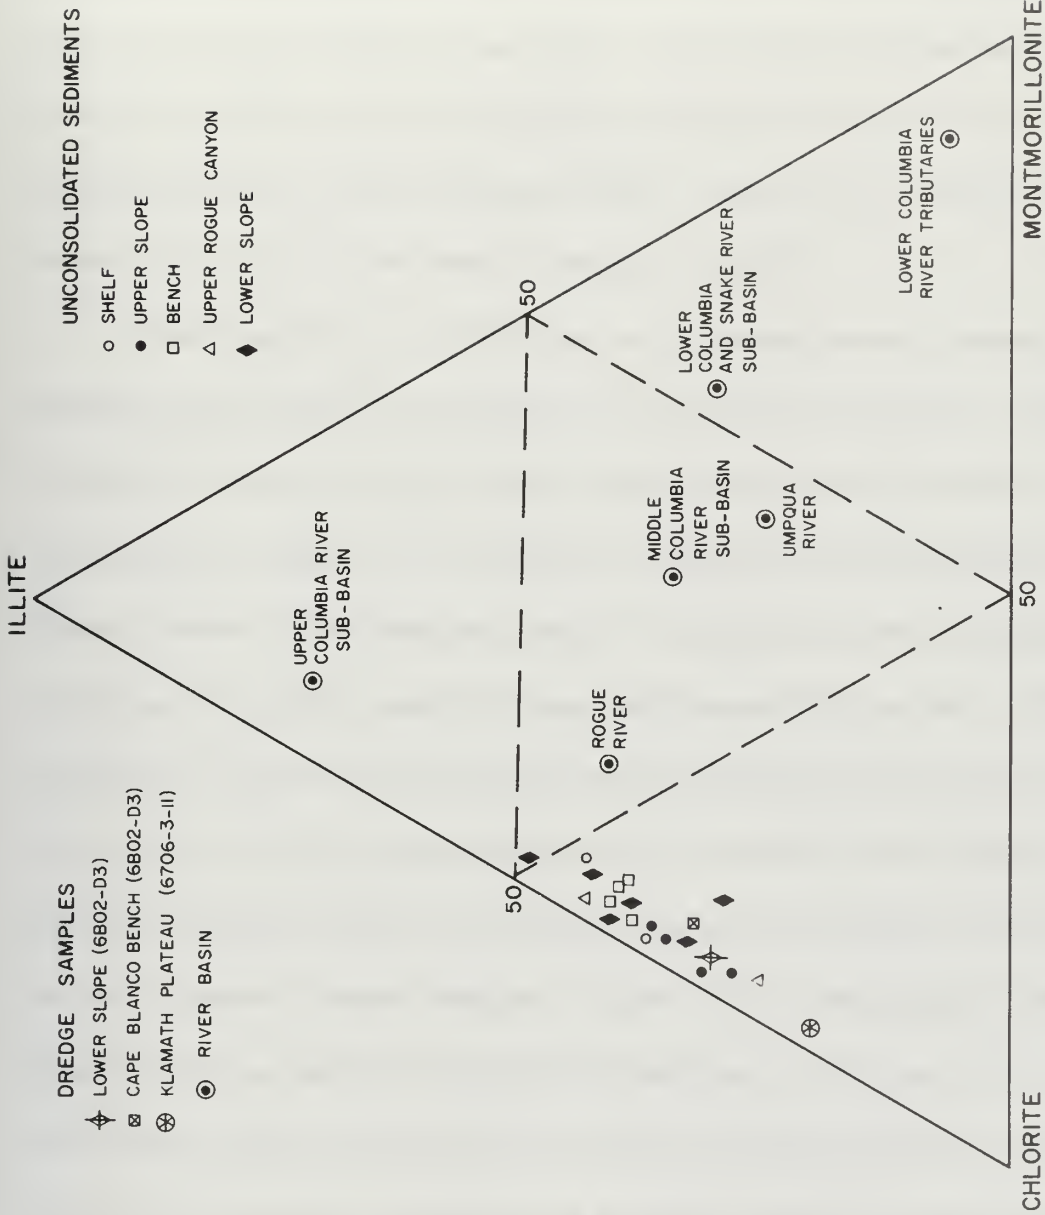 ILLITE
DREDGE SAMPLES
LOWER SLOPE (6802-D3)
CAPE BLANCO BENCH (6802-D3)
KLAMATH PLATEAU (6706-3-11)
RIVER BASIN
UNCONSOLIDATED SEDIMENTS
SHELF
UPPER SLOPE
BENCH
UPPER ROGUE CANYON
LOWER SLOPE
UPPER
COLUMBIA RIVER
SUB-BASIN
50
50
ROGUE
RIVER
MIDDLE
COLUMBIA
RIVER
SUB-BASIN
LOWER
COLUMBIA
AND SNAKE RIVER
SUB-BASIN
UMPQUA
RIVER
LOWER COLUMBIA
RIVER TRIBUTARIES
CHLORITE
50
MONTMORILLONITE